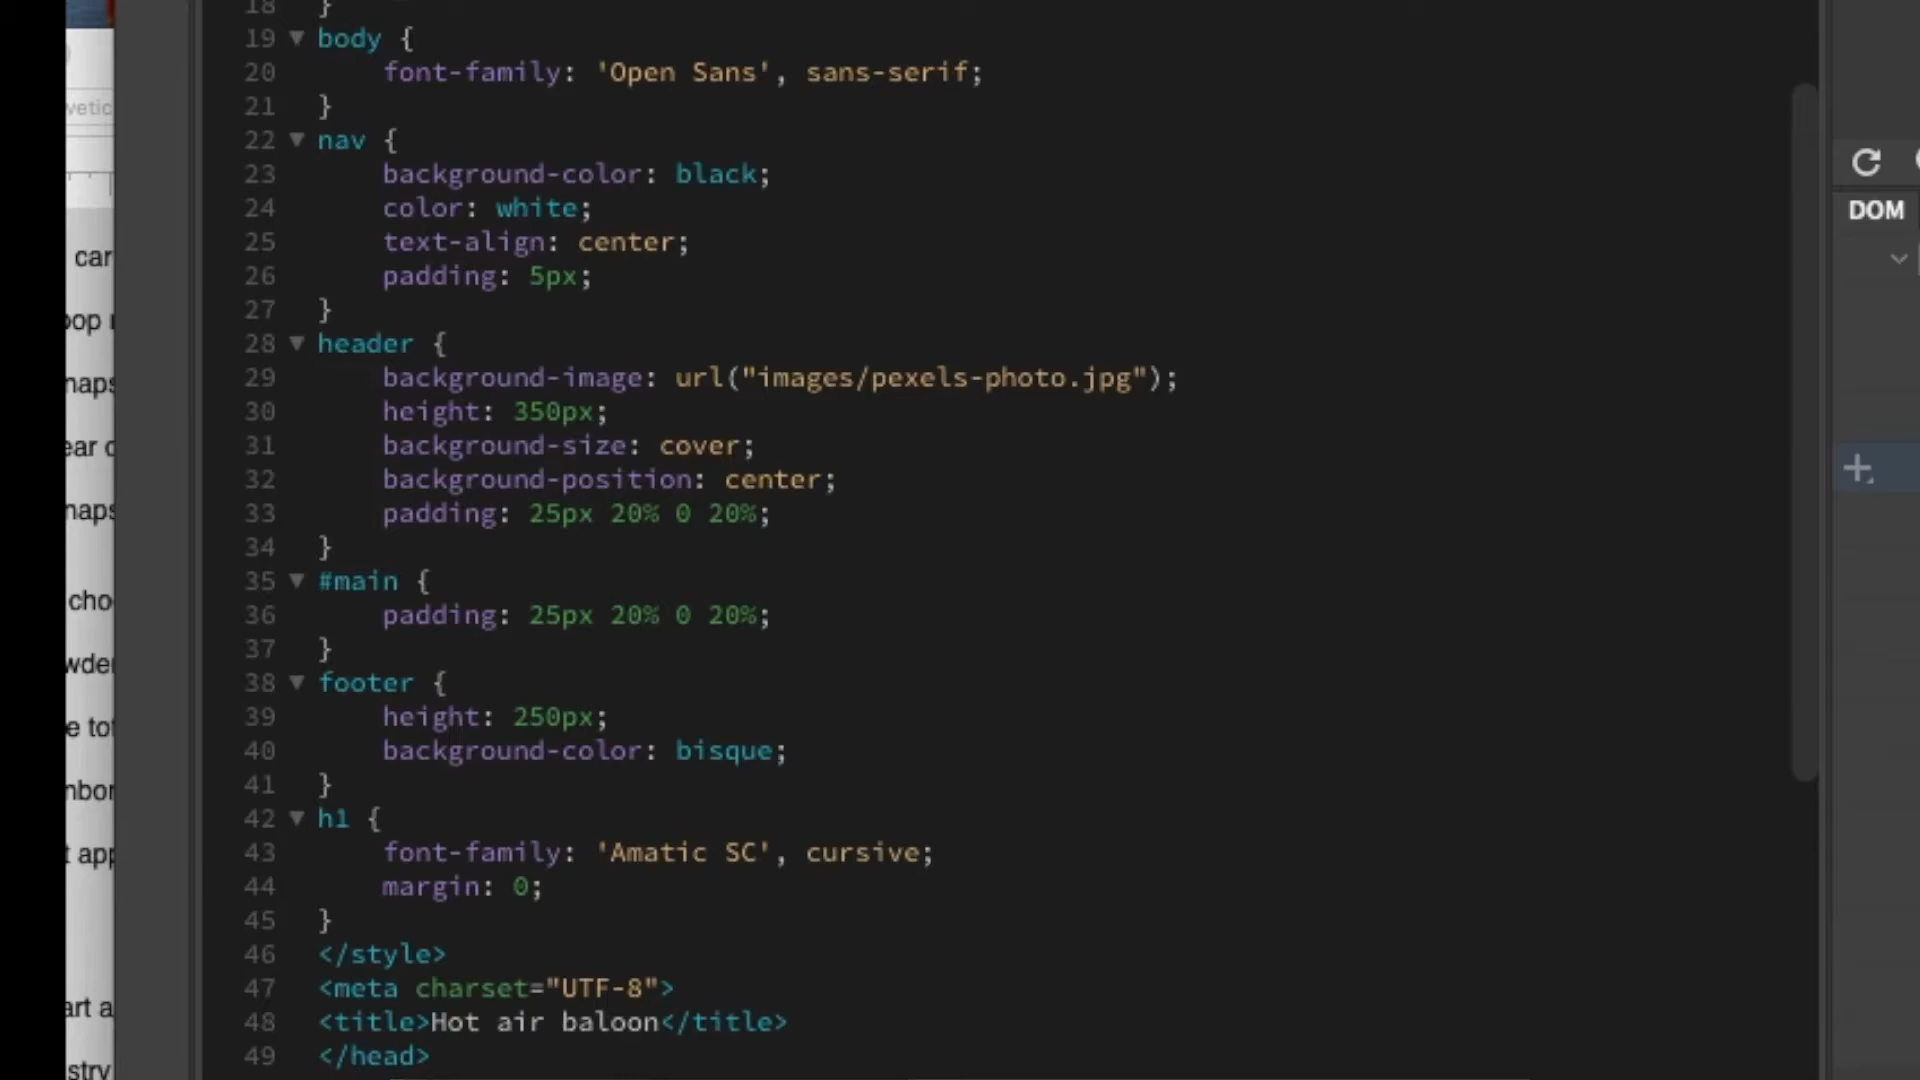 18 }
19 body {
20 font-family: 'Open Sans', sans-serif;
21 }
22 nav {
23 background-color: black;
24 color: white;
25 text-align: center;
26 padding: 5px;
27 }
28 header {
29 background-image: url("images/pexels-photo.jpg");
30 height: 350px;
31 background-size: cover;
32 background-position: center;
33 padding: 25px 20% 0 20%;
34 }
35 #main {
36 padding: 25px 20% 0 20%;
37 }
38 footer {
39 height: 250px;
40 background-color: bisque;
41 }
42 h1 {
43 font-family: 'Amatic SC', cursive;
44 margin: 0;
45 }
46 </style>
47 <meta charset="UTF-8">
48 <title>Hot air baloon</title>
49 </head>
DOM